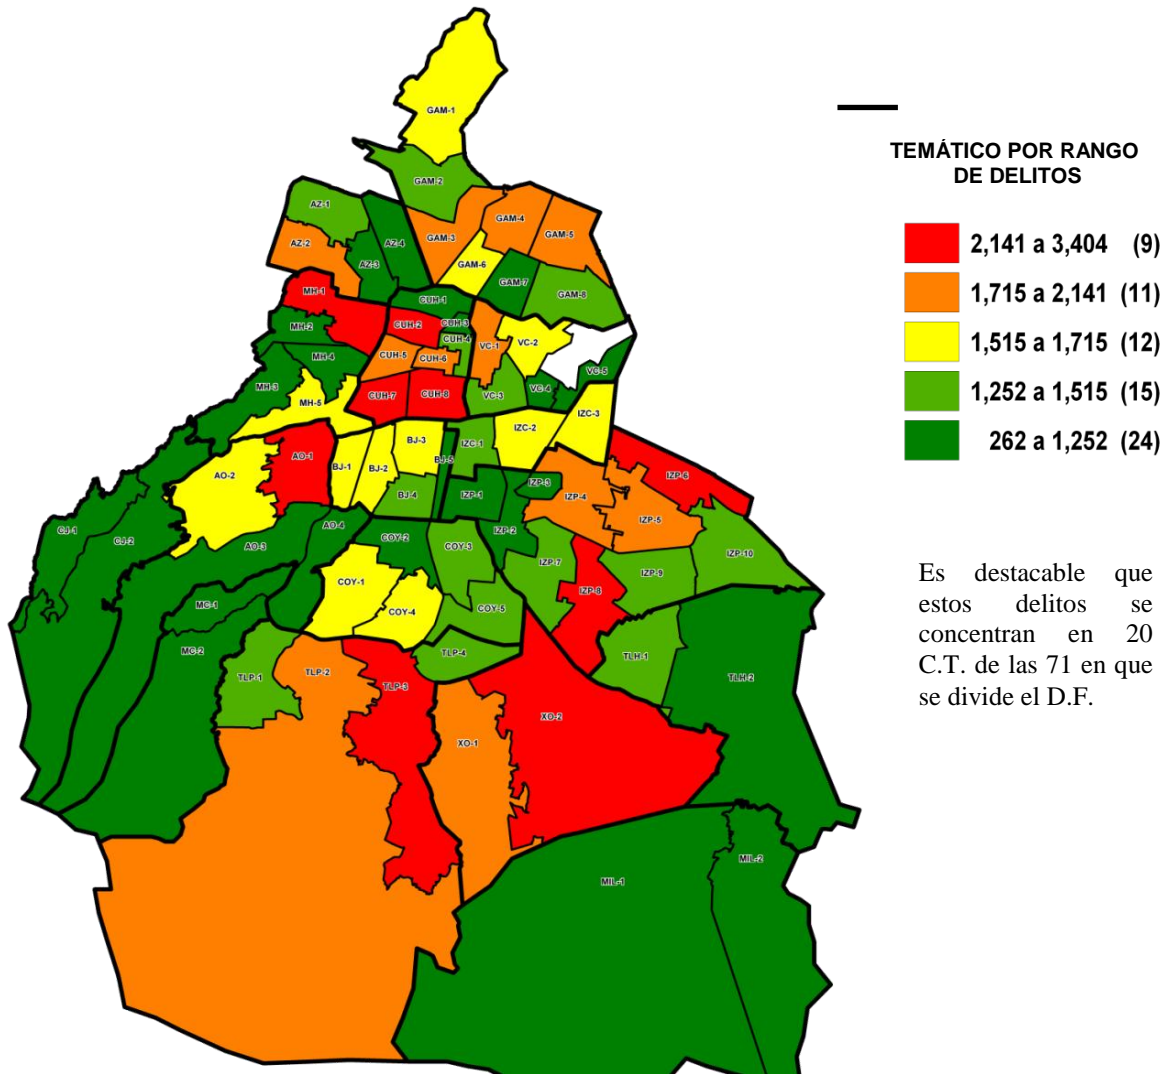 GAM-1
GAM-2
AZ-1
GAM-4
GAM-3
GAM-5
AZ-2
AZ-4
AZ-3
GAM-6
GAM-7
GAM-8
MH-1
CUH-1
MH-2
CUH-2
CUH-3
CUH-4
VC-1
VC-2
MH-4
CUH-5
CUH-6
VC-5
MH-3
VC-4
CUH-7
CUH-8
VC-3
MH-5
IZC-3
IZC-2
AO-1
BJ-3
IZC-1
BJ-1
BJ-2
BJ-5
AO-2
IZP-6
IZP-3
BJ-4
IZP-1
IZP-4
IZP-5
CJ-1
CJ-2
AO-4
AO-3
COY-2
COY-3
IZP-2
IZP-7
IZP-9
IZP-10
COY-1
IZP-8
MC-1
COY-4
COY-5
MC-2
TLP-4
TLH-1
TLP-1
TLP-2
TLP-3
TLH-2
XO-2
XO-1
MIL-2
MIL-1
TEMÁTICO POR RANGO
DE DELITOS
2,141 a 3,404 (9)
1,715 a 2,141 (11)
1,515 a 1,715 (12)
1,252 a 1,515 (15)
262 a 1,252 (24)
Es destacable que
estos delitos se
concentran en 20
C.T. de las 71 en que
se divide el D.F.